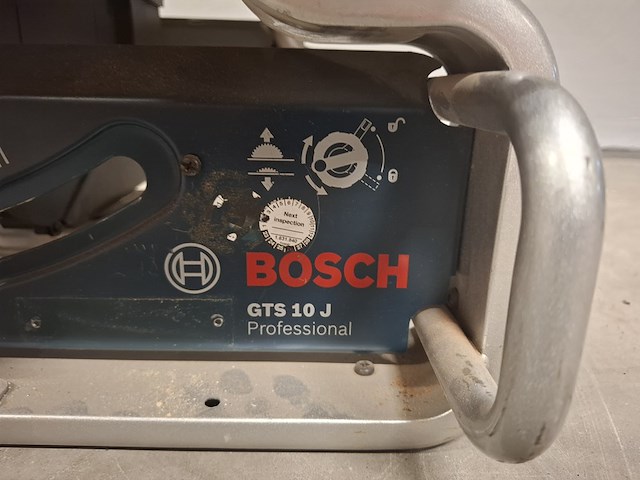 Next
inspection
BOSCH
GTS 10 J
Professional